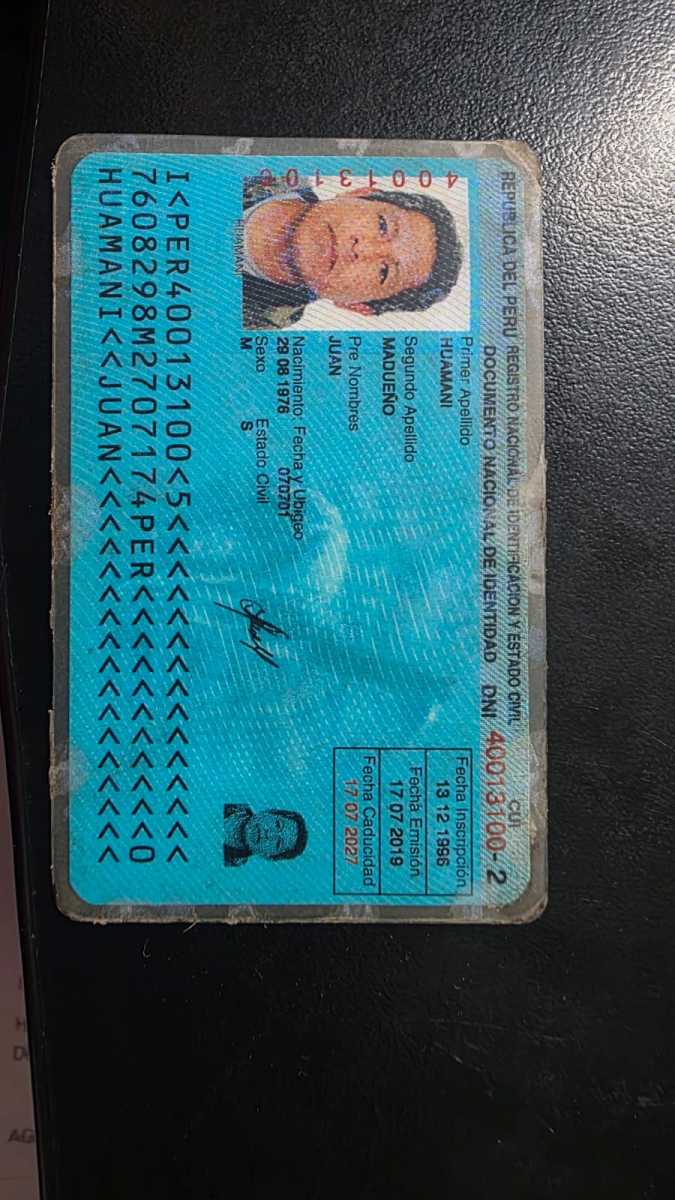 REPUBLICA DEL PERU REGISTRO NACIONAL DE IDENTIFICACION Y ESTADO CIVIL
DOCUMENTO NACIONAL DE IDENTIDAD DNI 40013100-2
CUI
Primer Apellido
HUAMANI
Segundo Apellido
MADUEÑO
Pre Nombres
JUAN
Nacimiento: Fecha y Ubigeo
29 08 1976 070701
Sexo Estado Civil
M S
Fecha Inscripción
13 12 1996
Fecha Emisión
17 07 2019
Fecha Caducidad
17 07 2027
40013100
HUAMANI
I<PER40013100<5<<<<<<<<<<<<<<<
7608298M2707174PER<<<<<<<<<<<0
HUAMANI<<JUAN<<<<<<<<<<<<<<<<<